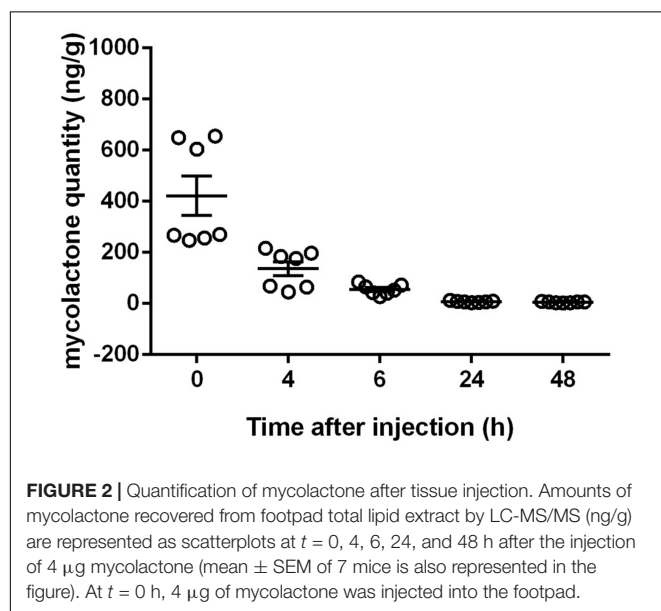 1000
800
600
400
200
0
-200
mycolactone quantity (ng/g)
0 4 6 24 48
Time after injection (h)
FIGURE 2 | Quantification of mycolactone after tissue injection. Amounts of
mycolactone recovered from footpad total lipid extract by LC-MS/MS (ng/g)
are represented as scatterplots at t = 0, 4, 6, 24, and 48 h after the injection
of 4 μg mycolactone (mean ± SEM of 7 mice is also represented in the
figure). At t = 0 h, 4 μg of mycolactone was injected into the footpad.